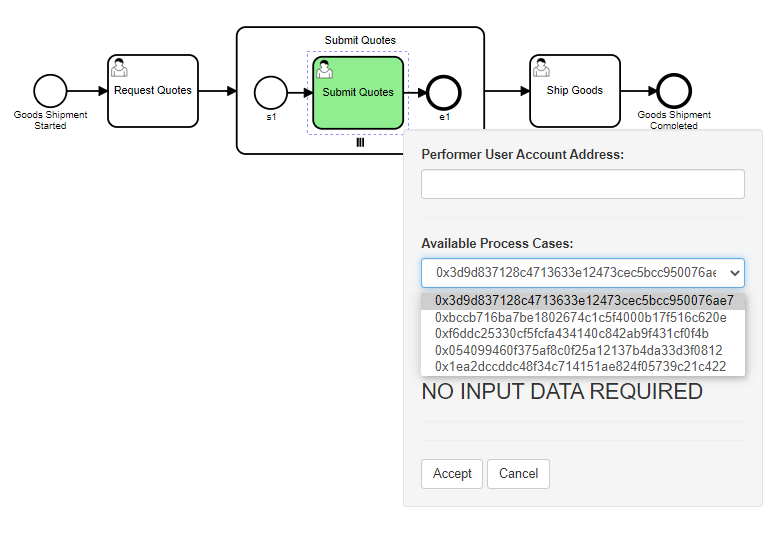 Submit Quotes
Request Quotes
Submit Quotes
Ship Goods
Goods Shipment
Started
s1
e1
Goods Shipment
Completed
Performer User Account Address:
Available Process Cases:
0x3d9d837128c4713633e12473cec5bcc950076ae
0x3d9d837128c4713633e12473cec5bcc950076ae7
0xbccb716ba7be1802674c1c5f4000b17f516c620e
0xf6ddc25330cf5fcfa434140c842ab9f431cf0f4b
0x054099460f375af8c0f25a12137b4da33d3f0812
0x1ea2dccddc48f34c714151ae824f05739c21c422
NO INPUT DATA REQUIRED
Accept
Cancel